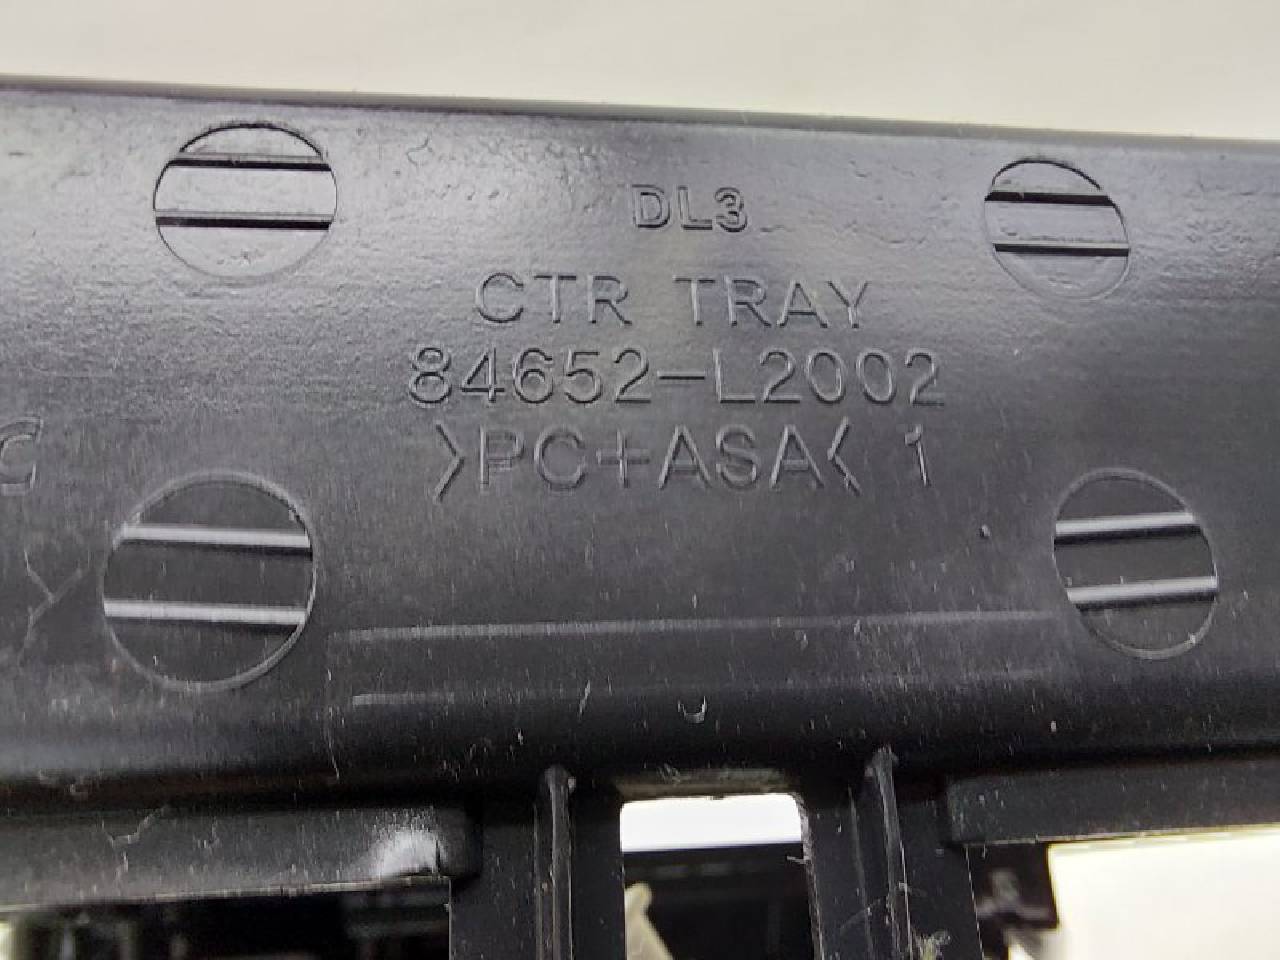 DL3
CTR TRAY
84652-L2002
>PC+ASA< 1